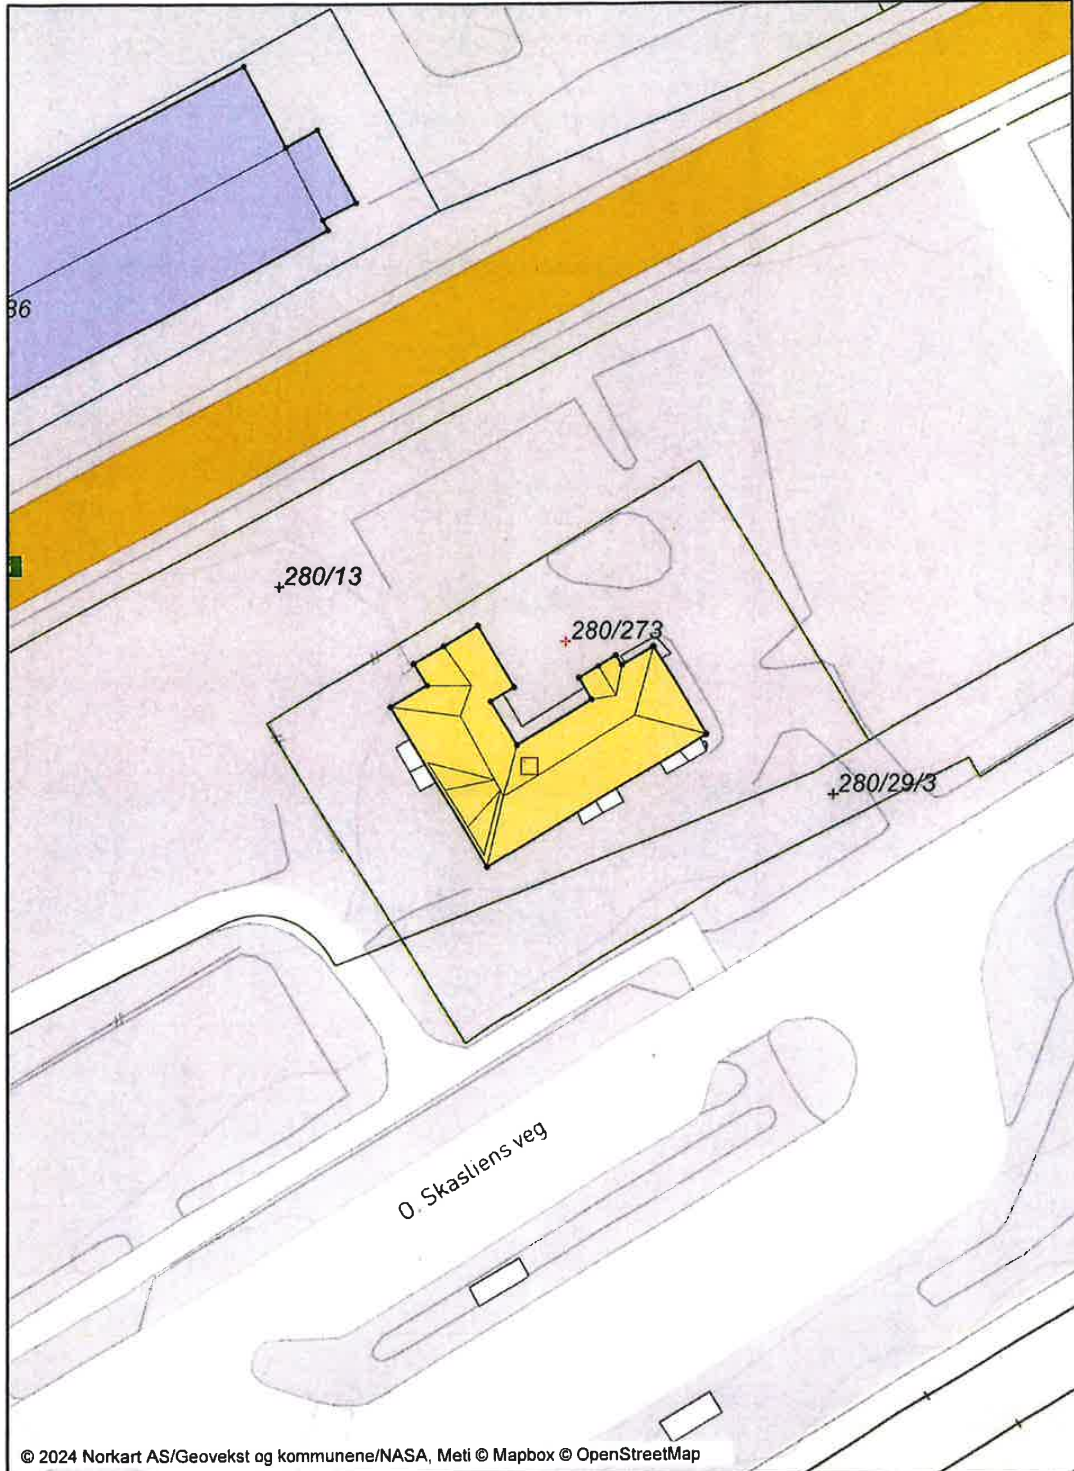 36
280/13
280/273
280/29/3
O. Skasliens veg
© 2024 Norkart AS/Geovekst og kommunene/NASA, Meti © Mapbox © OpenStreetMap